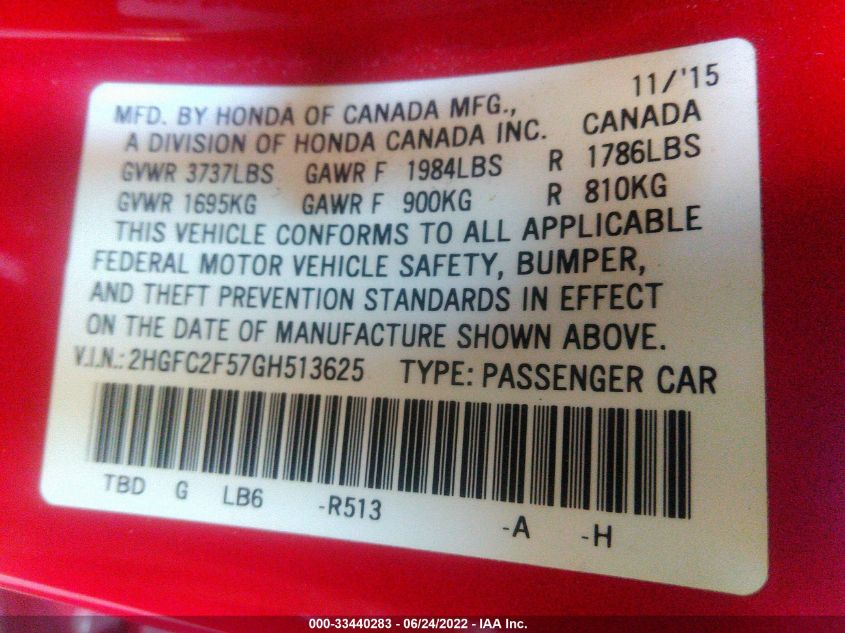 11/'15
MFD. BY HONDA OF CANADA MFG., CANADA
A DIVISION OF HONDA CANADA INC.
GVWR 3737LBS GAWR F 1984LBS R 1786LBS
GVWR 1695KG GAWR F 900KG R 810KG
THIS VEHICLE CONFORMS TO ALL APPLICABLE
FEDERAL MOTOR VEHICLE SAFETY, BUMPER,
AND THEFT PREVENTION STANDARDS IN EFFECT
ON THE DATE OF MANUFACTURE SHOWN ABOVE.
V.I.N.: 2HGFC2F57GH513625 TYPE: PASSENGER CAR
TBD G LB6 -R513 -A -H
000-33440283 - 06/24/2022 - IAA Inc.